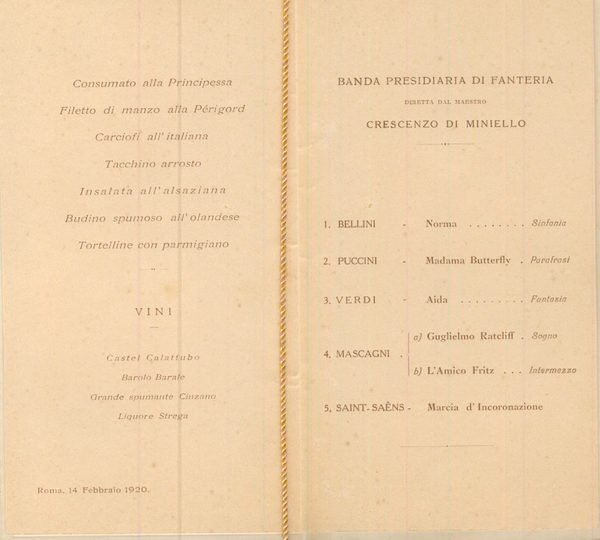 Consumato alla Principessa
Filetto di manzo alla Périgord
Carciofi all'italiana
Tacchino arrosto
Insalata all'alsaziana
Budino spumoso all'olandese
Tortelline con parmigiano
VINI
Castel Calattubo
Barolo Barale
Grande spumante Cinzano
Liquore Strega
Roma, 14 Febbraio 1920.
BANDA PRESIDIARIA DI FANTERIA
DIRETTA DAL MAESTRO
CRESCENZO DI MINIELLO
1. BELLINI - Norma . . . . . . . . Sinfonia
2. PUCCINI - Madama Butterfly . Parafrasi
3. VERDI - Aida . . . . . . . . . Fantasia
4. MASCAGNI . a) Guglielmo Ratcliff . Sogno
b) L'Amico Fritz . . . Intermezzo
5. SAINT-SAËNS - Marcia d'Incoronazione